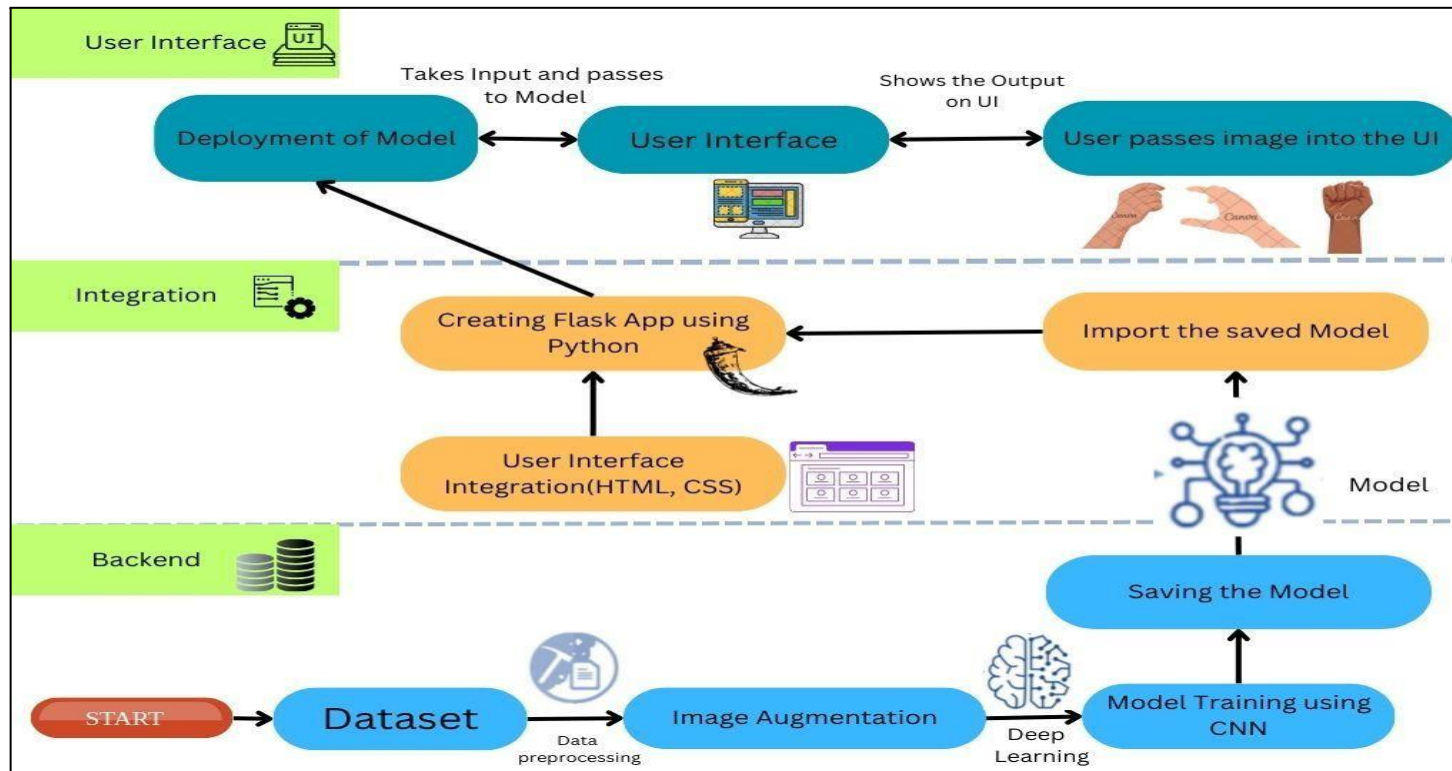 User Interface
UI
Takes Input and passes
to Model
Shows the Output
on UI
Deployment of Model
User Interface
User passes image into the UI
Canva
Canva
Canva
Integration
Creating Flask App using
Python
Import the saved Model
User Interface
Integration(HTML, CSS)
Model
Backend
Saving the Model
START
Dataset
Data
preprocessing
Image Augmentation
Deep
Learning
Model Training using
CNN